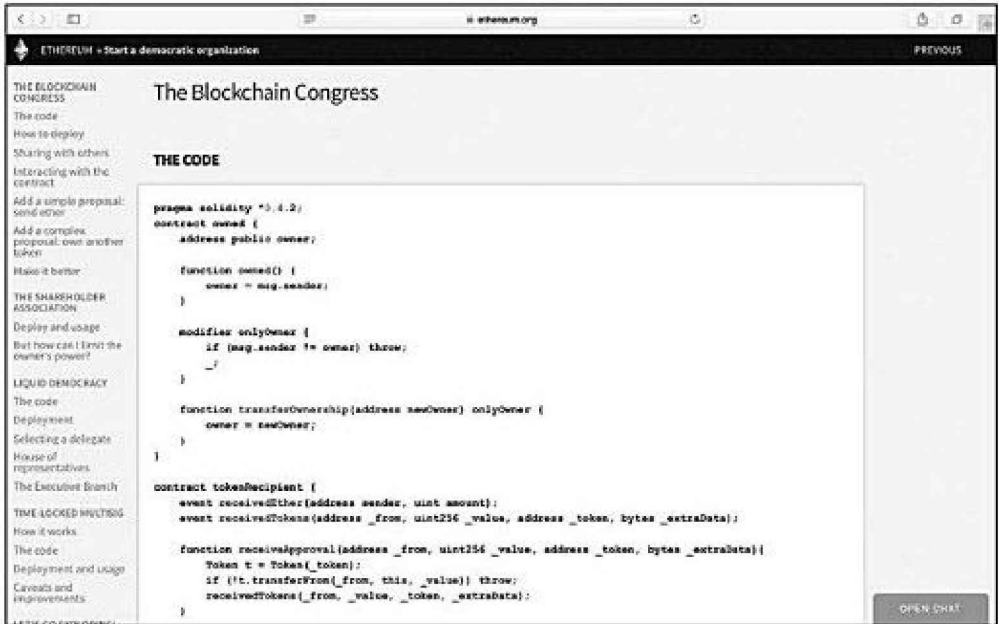 ethereum.org
ETHEREUM » Start a democratic organization
PREVIOUS
THE BLOCKCHAIN
CONGRESS
The code
How to deploy
Sharing with others
Interacting with the
contract
Add a simple proposal:
send ether
Add a complex
proposal: own another
token
Make it better
THE SHAREHOLDER
ASSOCIATION
Deploy and usage
But how can I limit the
owner's power?
LIQUID DEMOCRACY
The code
Deployment
Selecting a delegate
House of
representatives
The Executive Branch
TIME-LOCKED MULTISIG
How it works
The code
Deployment and usage
Caveats and
improvements
LET'S GO EXPLORING!
The Blockchain Congress
THE CODE
pragma solidity ^0.4.2;
contract owned {
address public owner;
function owned() {
owner = msg.sender;
}
modifier onlyOwner {
if (msg.sender != owner) throw;
_;
}
function transferOwnership(address newOwner) onlyOwner {
owner = newOwner;
}
}
contract tokenRecipient {
event receivedEther(address sender, uint amount);
event receivedTokens(address _from, uint256 _value, address _token, bytes _extraData);
function receiveApproval(address _from, uint256 _value, address _token, bytes _extraData){
Token t = Token(_token);
if (!t.transferFrom(_from, this, _value)) throw;
receivedTokens(_from, _value, _token, _extraData);
}
OPEN CHAT